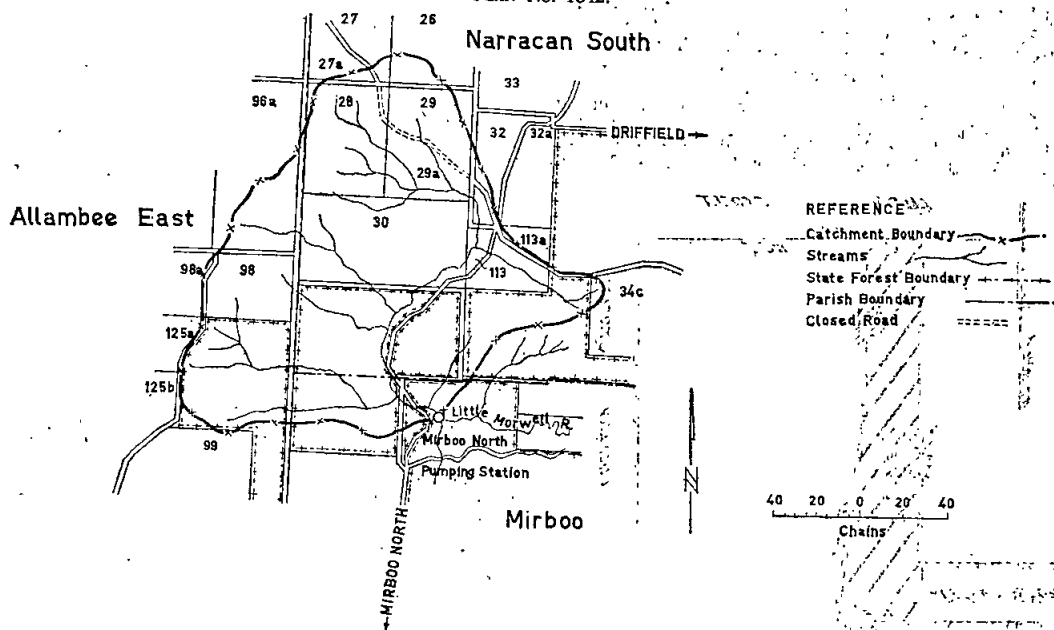 27 26
Narracan South
27a
33
96a 28 29
32 32a DRIFFIELD
29a
Allambee East
30
REFERENCE
Catchment Boundary
Streams
State Forest Boundary
Parish Boundary
Closed Road
113a
113
98a 98
34c
125a
125b
Little Morwell R
99
Mirboo North
Pumping Station
N
40 20 0 20 40
Chains
Mirboo
MIRBOO NORTH